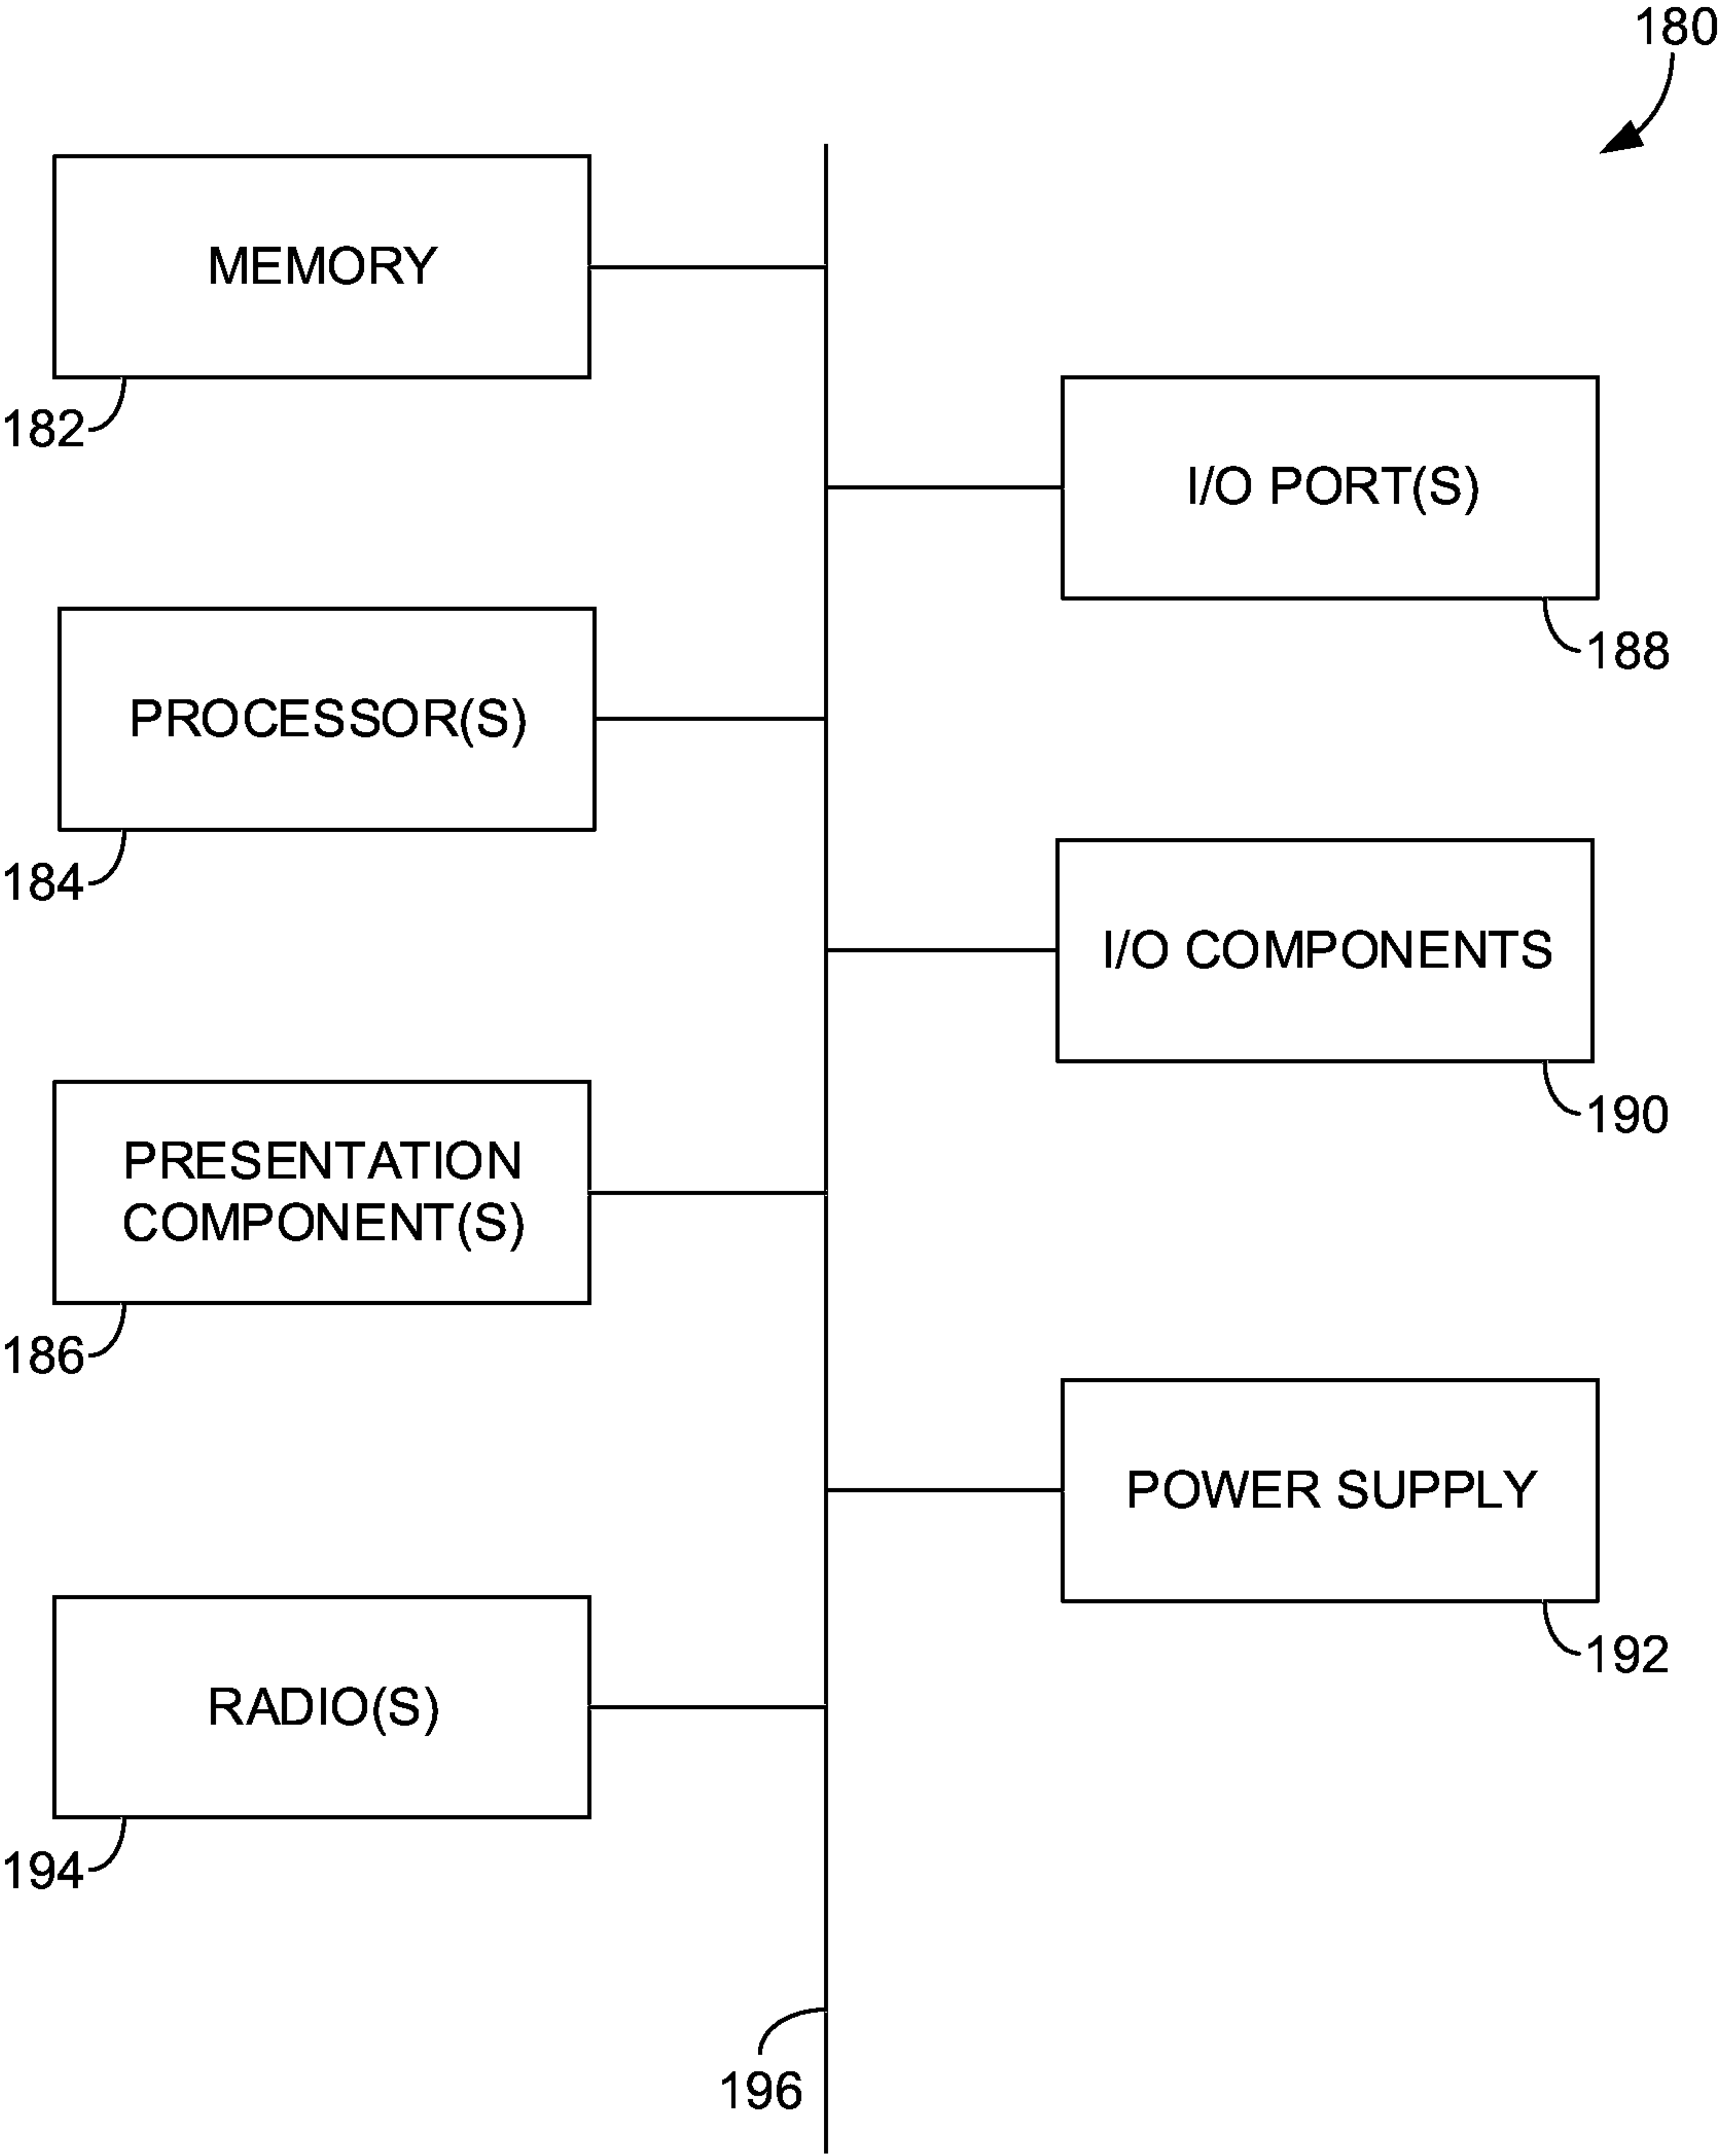 180
MEMORY
182
I/O PORT(S)
188
PROCESSOR(S)
184
I/O COMPONENTS
190
PRESENTATION
COMPONENT(S)
186
POWER SUPPLY
192
RADIO(S)
194
196